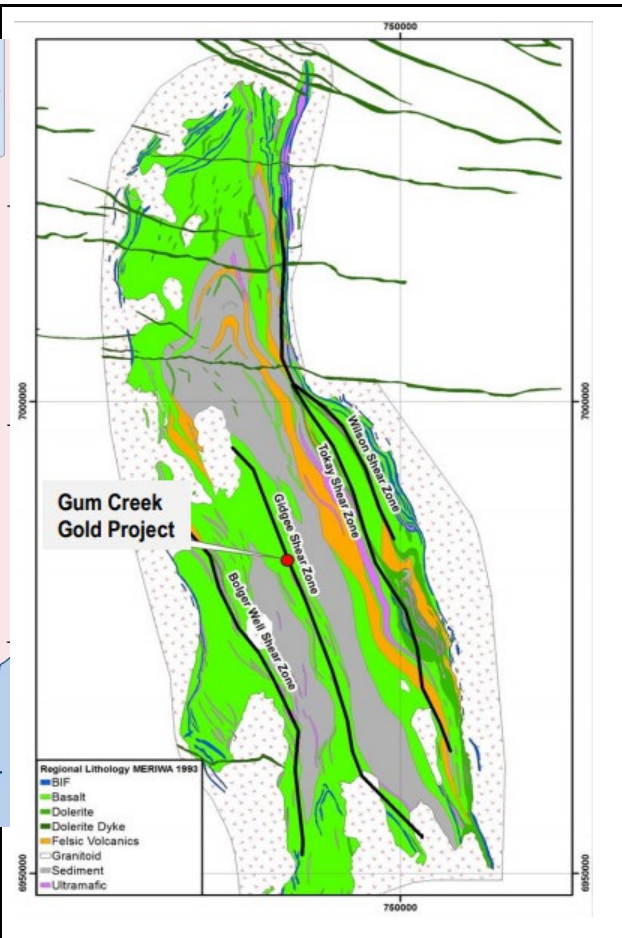 750000
7000000
7000000
Wilson Shear Zone
Tokay Shear Zone
Gum Creek
Gold Project
Gidgee Shear Zone
Bolger Well Shear Zone
Regional Lithology MERIWA 1993
BIF
Basalt
Dolerite
Dolerite Dyke
Felsic Volcanics
Granitoid
Sediment
Ultramafic
6950000
6950000
750000